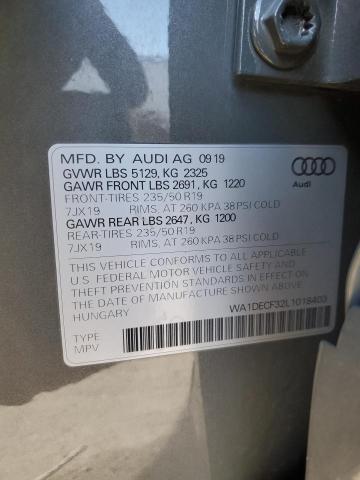 MFD. BY AUDI AG 09 19
GVWR LBS 5129, KG 2325
GAWR FRONT LBS 2691, KG 1220
FRONT-TIRES 235/50 R19
7JX19 RIMS, AT 260 KPA 38 PSI COLD
GAWR REAR LBS 2647, KG 1200
REAR-TIRES 235/50 R19
7JX19 RIMS, AT 260 KPA 38 PSI COLD
THIS VEHICLE CONFORMS TO ALL APPLICABLE
U.S. FEDERAL MOTOR VEHICLE SAFETY AND
THEFT PREVENTION STANDARDS IN EFFECT ON
THE DATE OF MANUFACTURE SHOWN ABOVE
HUNGARY WA1DECF32L1018403
TYPE
MPV
Audi